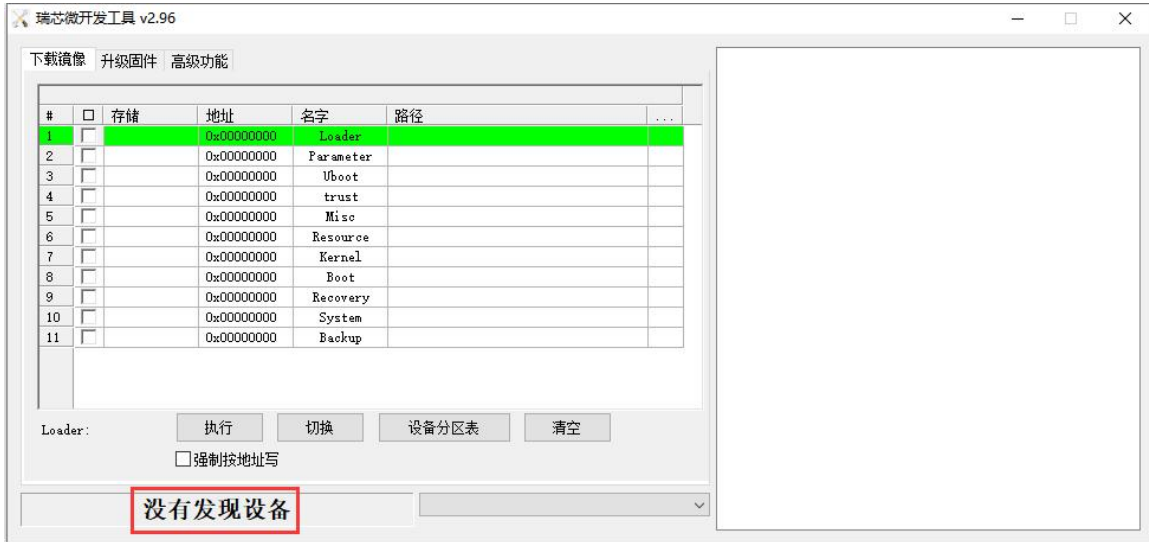 瑞芯微开发工具 v2.96
下载镜像 升级固件 高级功能
# 存储 地址 名字 路径 ...
1 0x00000000 Loader
2 0x00000000 Parameter
3 0x00000000 Uboot
4 0x00000000 trust
5 0x00000000 Misc
6 0x00000000 Resource
7 0x00000000 Kernel
8 0x00000000 Boot
9 0x00000000 Recovery
10 0x00000000 System
11 0x00000000 Backup
Loader: 执行 切换 设备分区表 清空
强制按地址写
没有发现设备